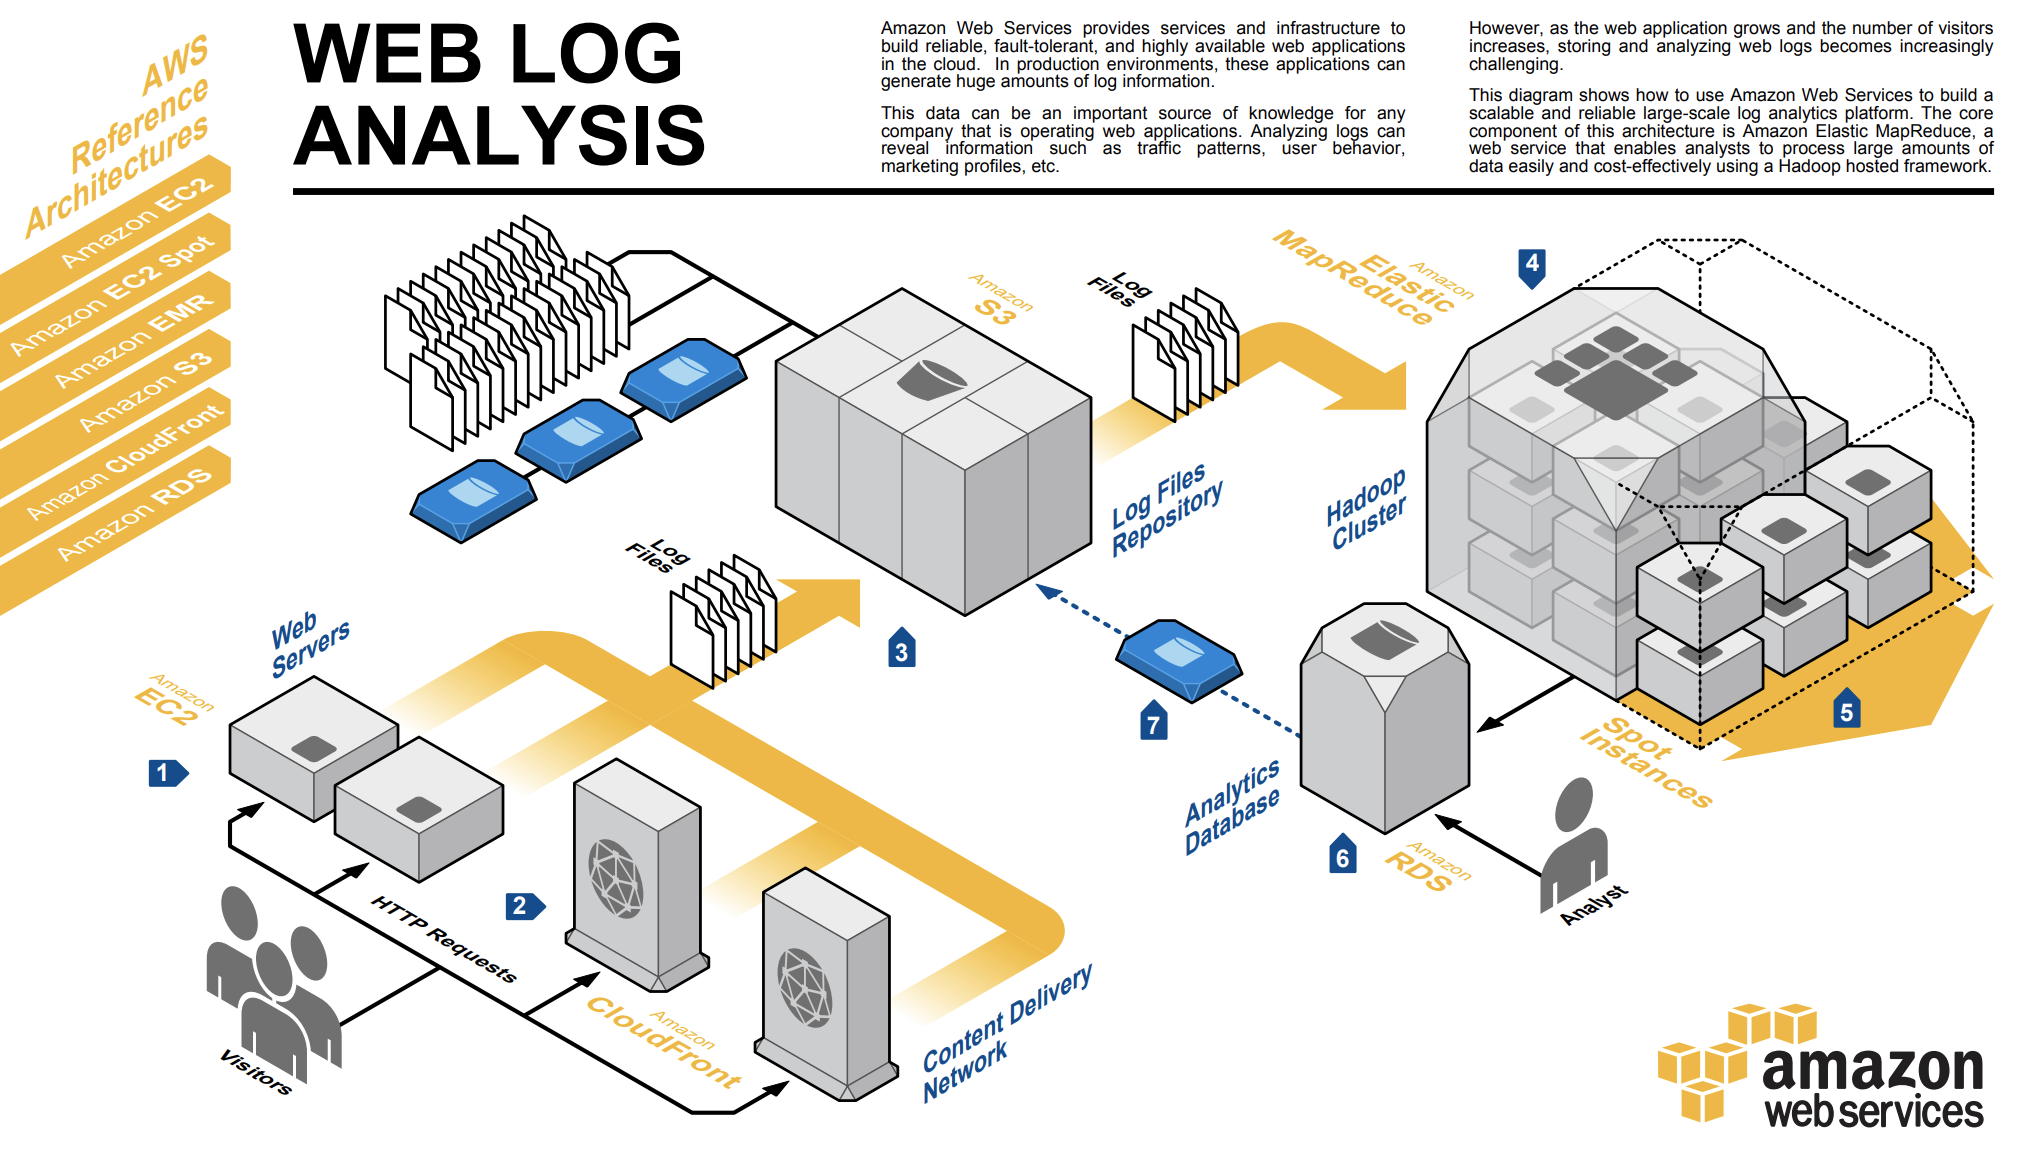 AWS
Reference
Architectures
Amazon EC2
Amazon EC2 Spot
Amazon EMR
Amazon S3
Amazon CloudFront
Amazon RDS
WEB LOG
ANALYSIS
Amazon Web Services provides services and infrastructure to
build reliable, fault-tolerant, and highly available web applications
in the cloud. In production environments, these applications can
generate huge amounts of log information.
This data can be an important source of knowledge for any
company that is operating web applications. Analyzing logs can
reveal information such as traffic patterns, user behavior,
marketing profiles, etc.
However, as the web application grows and the number of visitors
increases, storing and analyzing web logs becomes increasingly
challenging.
This diagram shows how to use Amazon Web Services to build a
scalable and reliable large-scale log analytics platform. The core
component of this architecture is Amazon Elastic MapReduce, a
web service that enables analysts to process large amounts of
data easily and cost-effectively using a Hadoop hosted framework.
Amazon
S3
Log
Files
Amazon
Elastic
MapReduce
4
Log Files
Repository
Hadoop
Cluster
Log
Files
3
Web
Servers
Amazon
EC2
1
7
5
Spot
Instances
Analytics
Database
6
Amazon
RDS
Analyst
2
HTTP Requests
Visitors
Amazon
CloudFront
Content Delivery
Network
amazon
web services